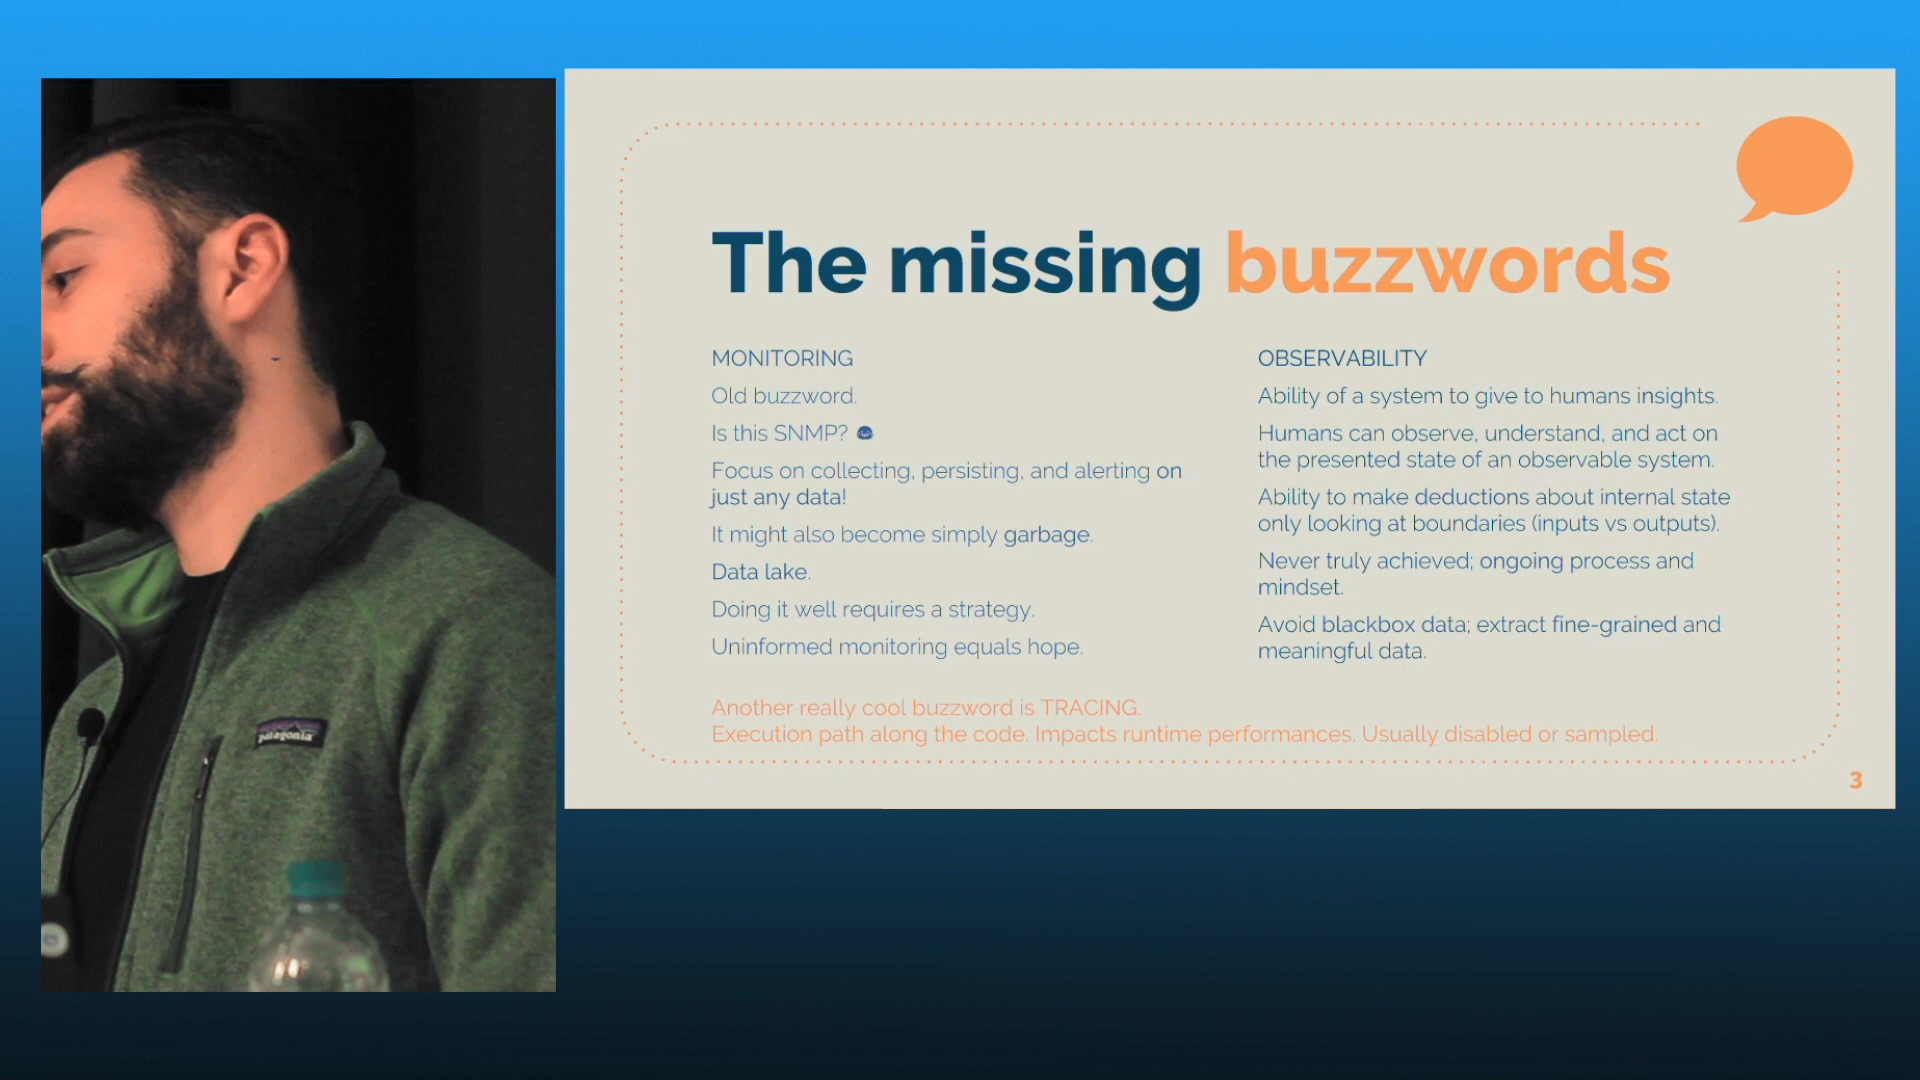 The missing buzzwords
MONITORING
Old buzzword.
Is this SNMP?
Focus on collecting, persisting, and alerting on
just any data!
It might also become simply garbage.
Data lake.
Doing it well requires a strategy.
Uninformed monitoring equals hope.
OBSERVABILITY
Ability of a system to give to humans insights.
Humans can observe, understand, and act on
the presented state of an observable system.
Ability to make deductions about internal state
only looking at boundaries (inputs vs outputs).
Never truly achieved; ongoing process and
mindset.
Avoid blackbox data; extract fine-grained and
meaningful data.
Another really cool buzzword is TRACING.
Execution path along the code. Impacts runtime performances. Usually disabled or sampled.
3
patagonia